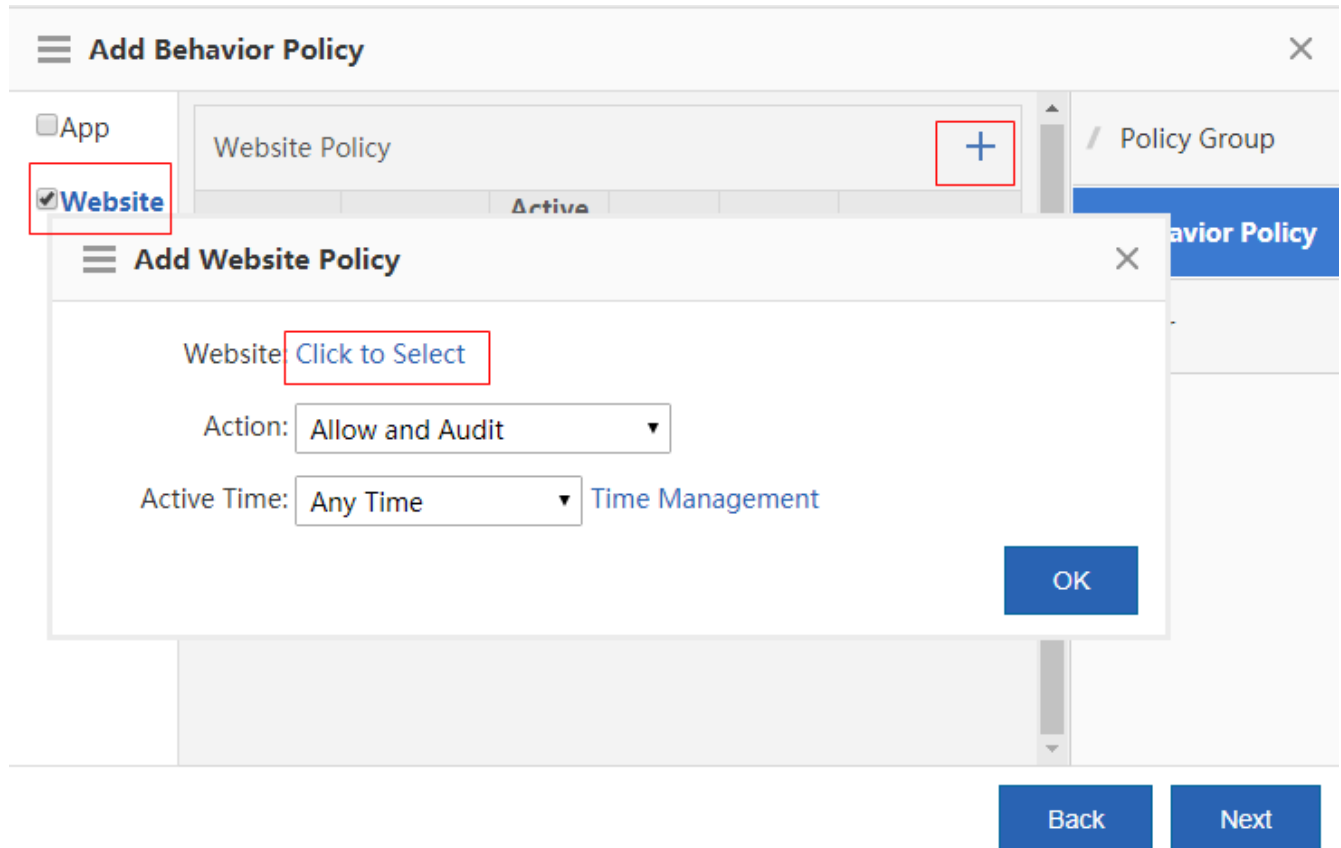 Add Behavior Policy
App
Website Policy
Policy Group
Website
Active
avior Policy
Add Website Policy
Website: Click to Select
Action: Allow and Audit
Active Time: Any Time Time Management
OK
Back Next